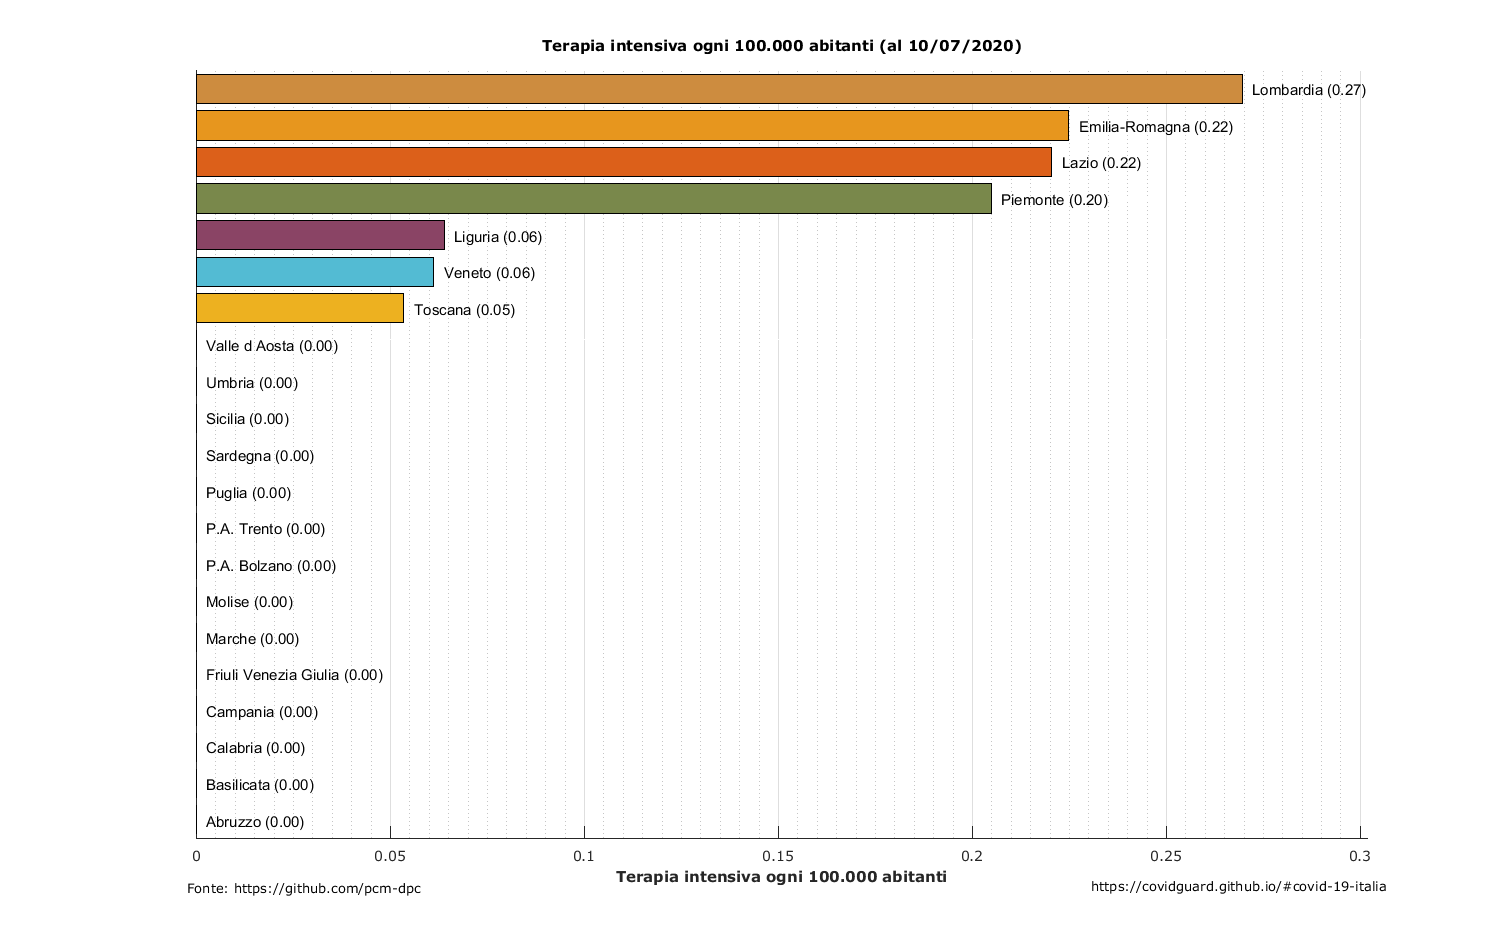 Terapia intensiva ogni 100.000 abitanti (al 10/07/2020)
Lombardia (0.27)
Emilia-Romagna (0.22)
Lazio (0.22)
Piemonte (0.20)
Liguria (0.06)
Veneto (0.06)
Toscana (0.05)
Valle d Aosta (0.00)
Umbria (0.00)
Sicilia (0.00)
Sardegna (0.00)
Puglia (0.00)
P.A. Trento (0.00)
P.A. Bolzano (0.00)
Molise (0.00)
Marche (0.00)
Friuli Venezia Giulia (0.00)
Campania (0.00)
Calabria (0.00)
Basilicata (0.00)
Abruzzo (0.00)
0 0.05 0.1 0.15 0.2 0.25 0.3
Terapia intensiva ogni 100.000 abitanti
Fonte: https://github.com/pcm-dpc
https://covidguard.github.io/#covid-19-italia